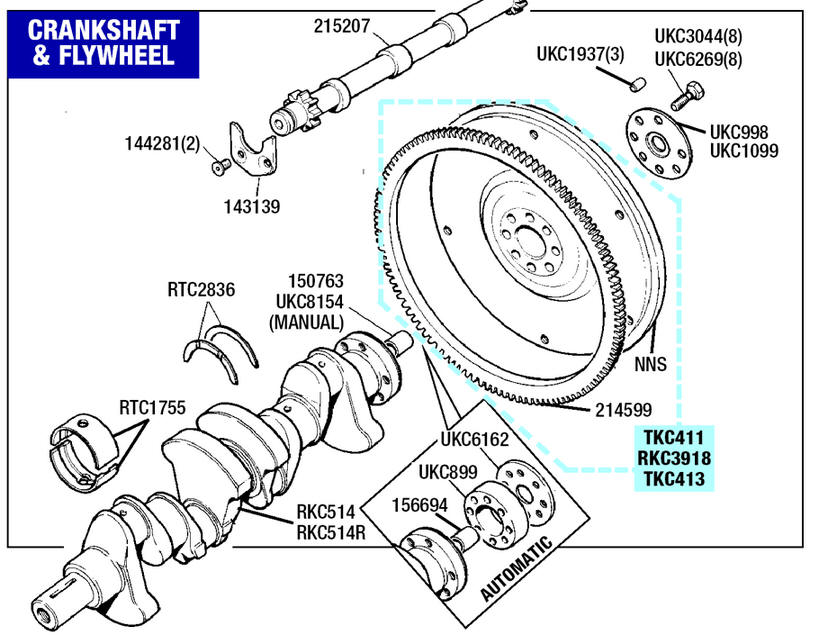 CRANKSHAFT
& FLYWHEEL
215207
UKC3044(8)
UKC1937(3)
UKC6269(8)
UKC998
UKC1099
144281(2)
143139
150763
UKC8154
(MANUAL)
RTC2836
NNS
214599
RTC1755
TKC411
RKC3918
TKC413
UKC6162
UKC899
156694
RKC514
RKC514R
AUTOMATIC